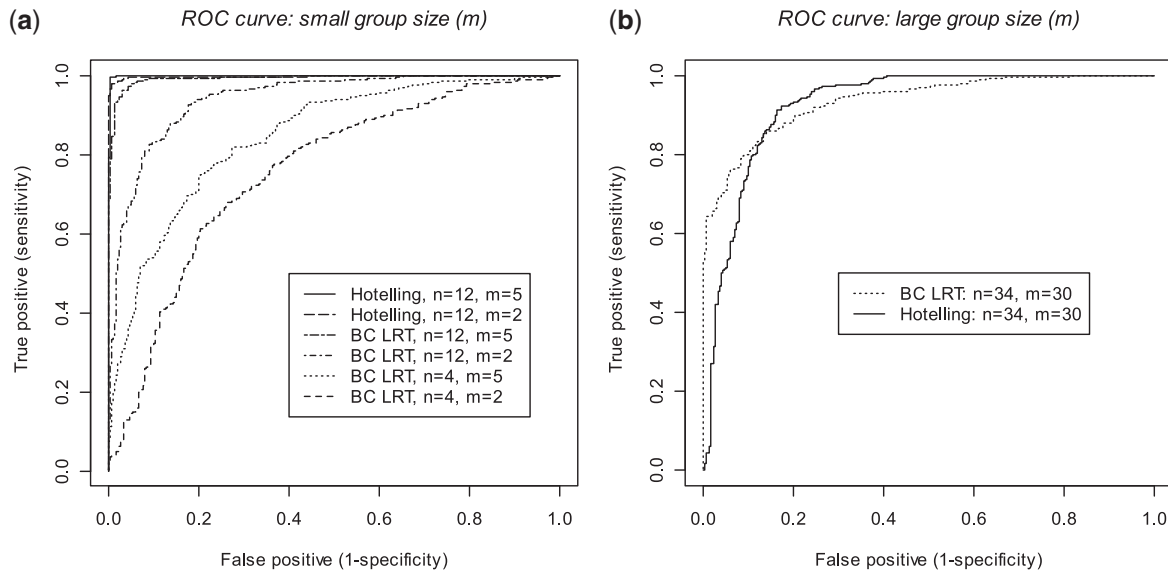 (a) ROC curve: small group size (m)
True positive (sensitivity)
1.0
0.8
0.6
0.4
0.2
0.0
Hotelling, n=12, m=5
Hotelling, n=12, m=2
BC LRT, n=12, m=5
BC LRT, n=12, m=2
BC LRT, n=4, m=5
BC LRT, n=4, m=2
0.0 0.2 0.4 0.6 0.8 1.0
False positive (1-specificity)
(b) ROC curve: large group size (m)
True positive (sensitivity)
1.0
0.8
0.6
0.4
0.2
0.0
BC LRT: n=34, m=30
Hotelling: n=34, m=30
0.0 0.2 0.4 0.6 0.8 1.0
False positive (1-specificity)